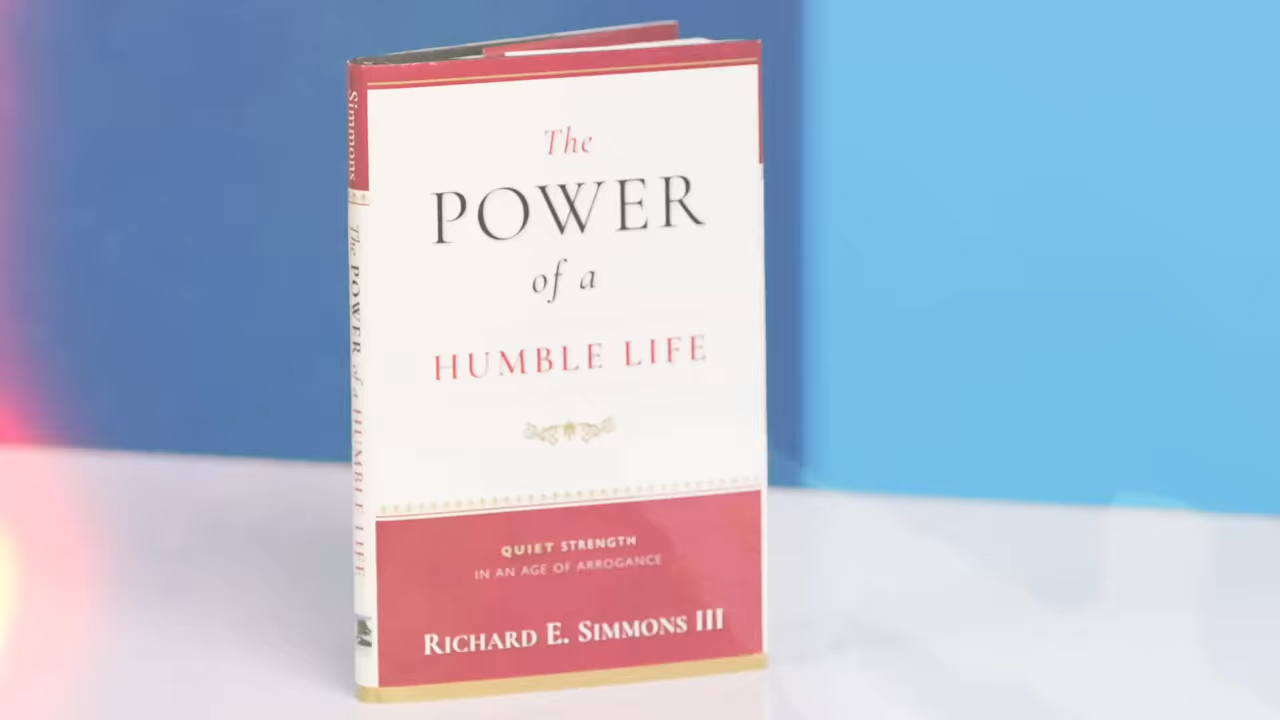 Simmons
The POWER of a HUMBLE LIFE
The
POWER
of a
HUMBLE LIFE
QUIET STRENGTH
IN AN AGE OF ARROGANCE
RICHARD E. SIMMONS III